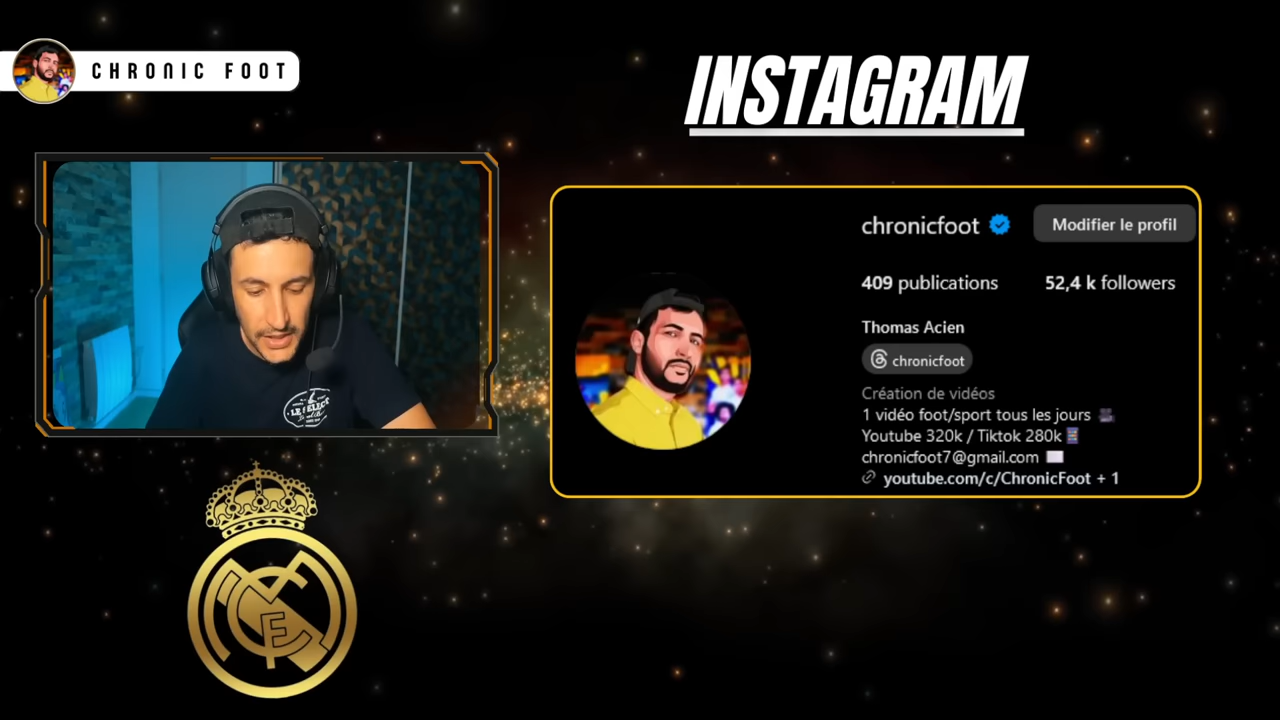 CHRONIC FOOT
INSTAGRAM
chronicfoot
Modifier le profil
409 publications
52,4 k followers
Thomas Acien
chronicfoot
Création de vidéos
1 vidéo foot/sport tous les jours
Youtube 320k / Tiktok 280k
chronicfoot7@gmail.com
youtube.com/c/ChronicFoot + 1